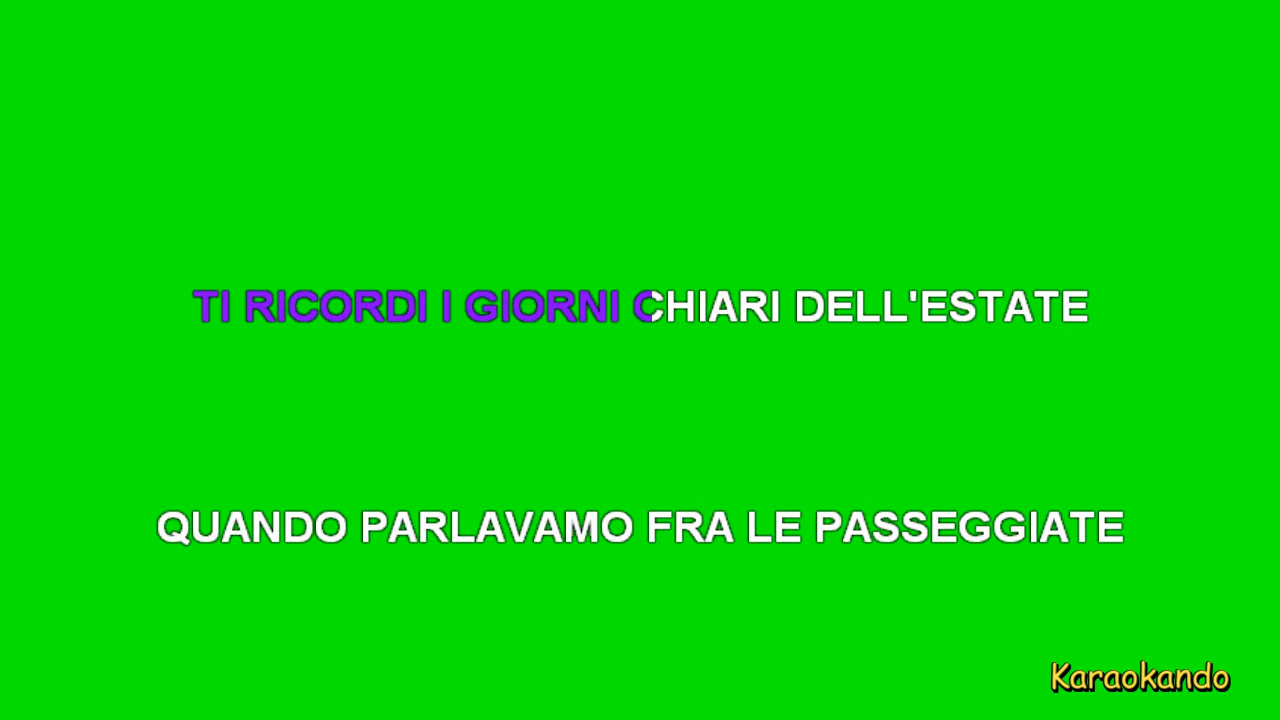 TI RICORDI I GIORNI CHIARI DELL'ESTATE
QUANDO PARLAVAMO FRA LE PASSEGGIATE
Karaokando